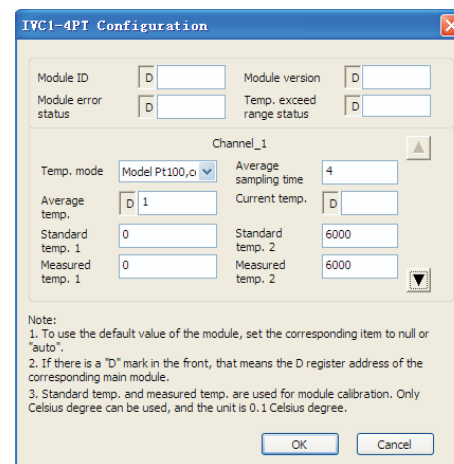 IVC1-4PT Configuration
Module ID D Module version D
Module error status D Temp. exceed range status D
Channel_1
Temp. mode Model Pt100,c Average sampling time 4
Average temp. D 1 Current temp. D
Standard temp. 1 0 Standard temp. 2 6000
Measured temp. 1 0 Measured temp. 2 6000
Note:
1. To use the default value of the module, set the corresponding item to null or
"auto".
2. If there is a "D" mark in the front, that means the D register address of the
corresponding main module.
3. Standard temp. and measured temp. are used for module calibration. Only
Celsius degree can be used, and the unit is 0.1 Celsius degree.
OK Cancel